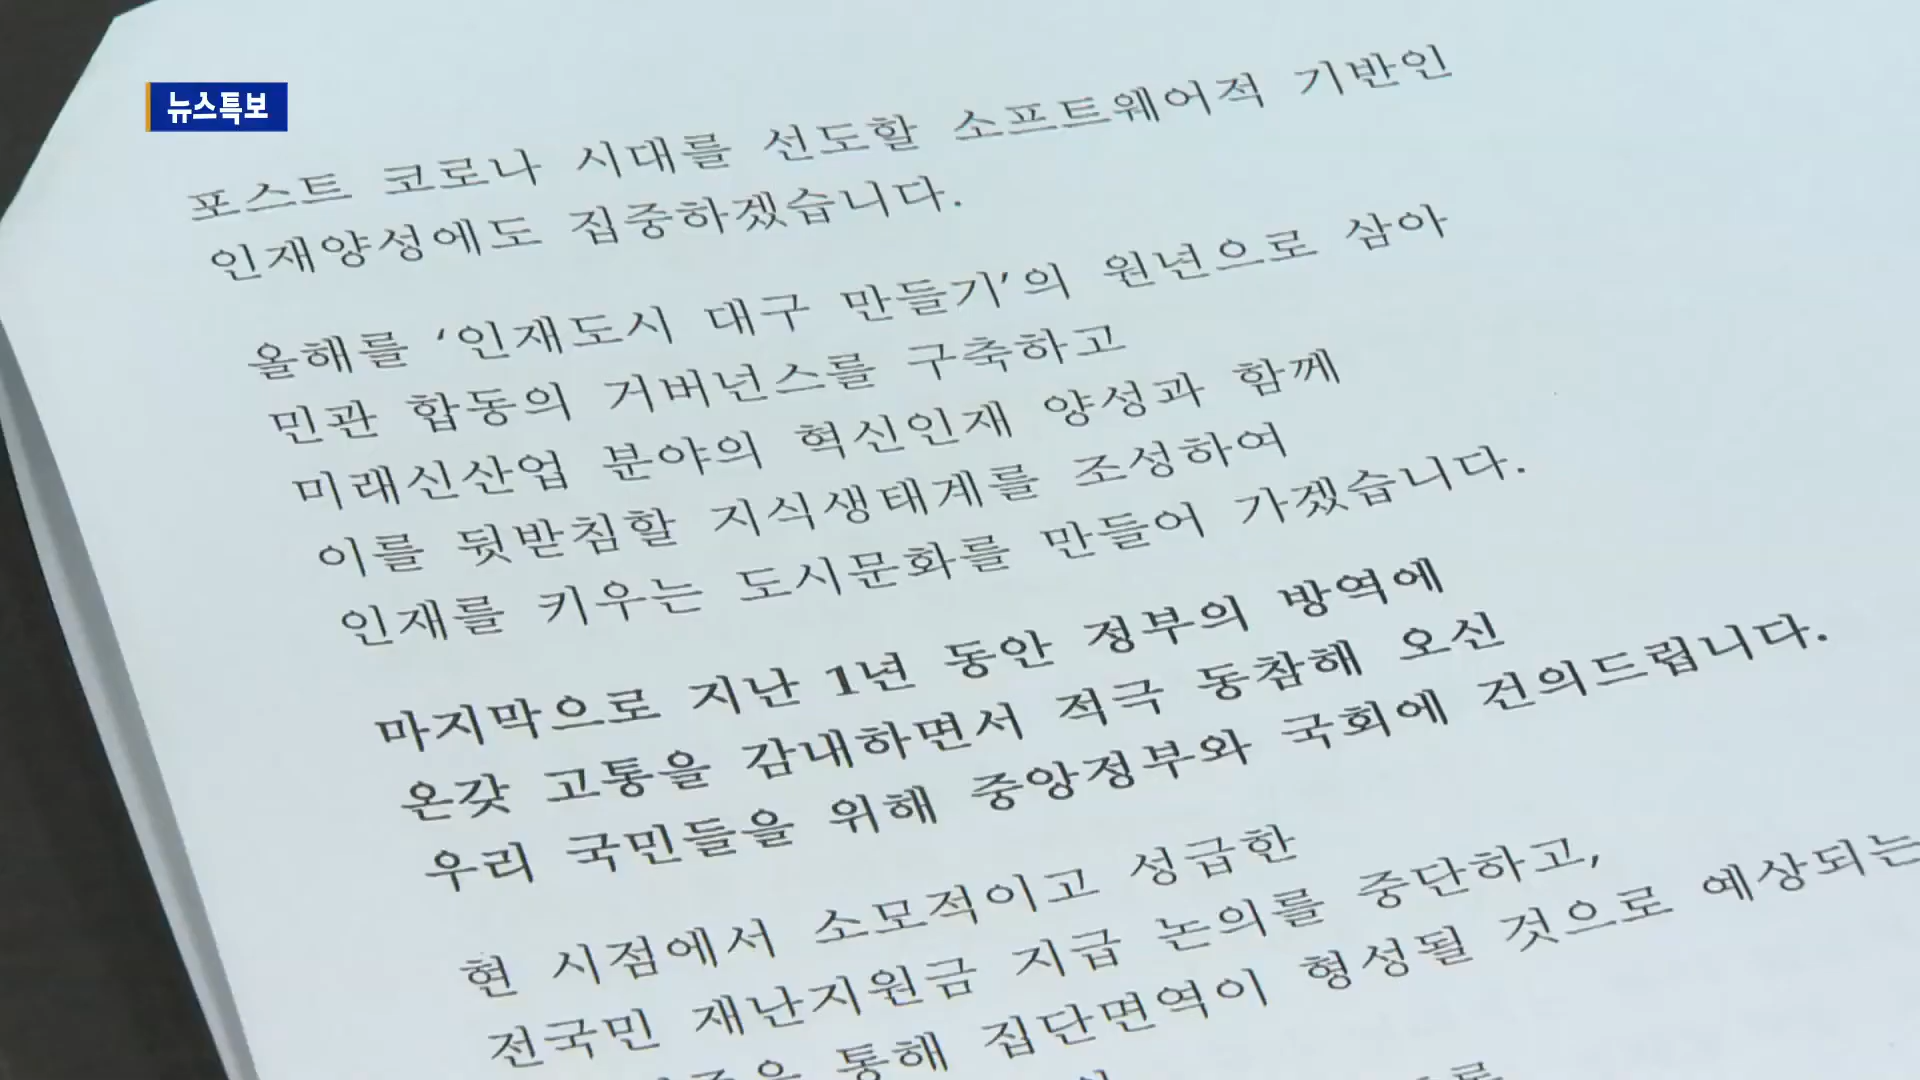 뉴스특보
포스트 코로나 시대를 선도할 소프트웨어적 기반인
인재양성에도 집중하겠습니다.
올해를 ‘인재도시 대구 만들기’의 원년으로 삼아
민관 합동의 거버넌스를 구축하고
미래신산업 분야의 혁신인재 양성과 함께
이를 뒷받침할 지식생태계를 조성하여
인재를 키우는 도시문화를 만들어 가겠습니다.
마지막으로 지난 1년 동안 정부의 방역에
온갖 고통을 감내하면서 적극 동참해 오신
우리 국민들을 위해 중앙정부와 국회에 건의드립니다.
현 시점에서 소모적이고 성급한
전국민 재난지원금 지급 논의를 중단하고,
통해 집단면역이 형성될 것으로 예상되는